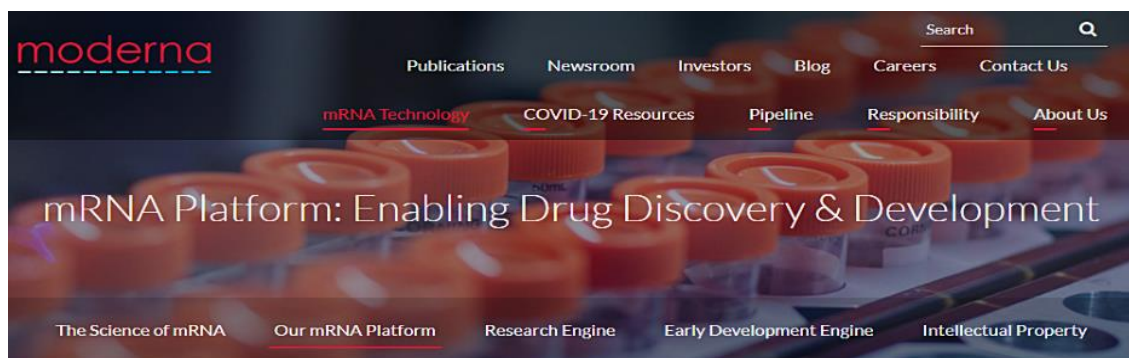 Search
moderna
Publications Newsroom Investors Blog Careers Contact Us
mRNA Technology COVID-19 Resources Pipeline Responsibility About Us
mRNA Platform: Enabling Drug Discovery & Development
The Science of mRNA Our mRNA Platform Research Engine Early Development Engine Intellectual Property